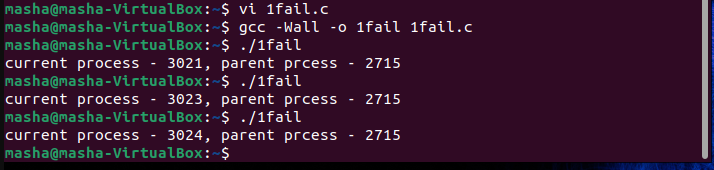 masha@masha-VirtualBox:~$ vi 1fail.c
masha@masha-VirtualBox:~$ gcc -Wall -o 1fail 1fail.c
masha@masha-VirtualBox:~$ ./1fail
current process - 3021, parent prcess - 2715
masha@masha-VirtualBox:~$ ./1fail
current process - 3023, parent prcess - 2715
masha@masha-VirtualBox:~$ ./1fail
current process - 3024, parent prcess - 2715
masha@masha-VirtualBox:~$